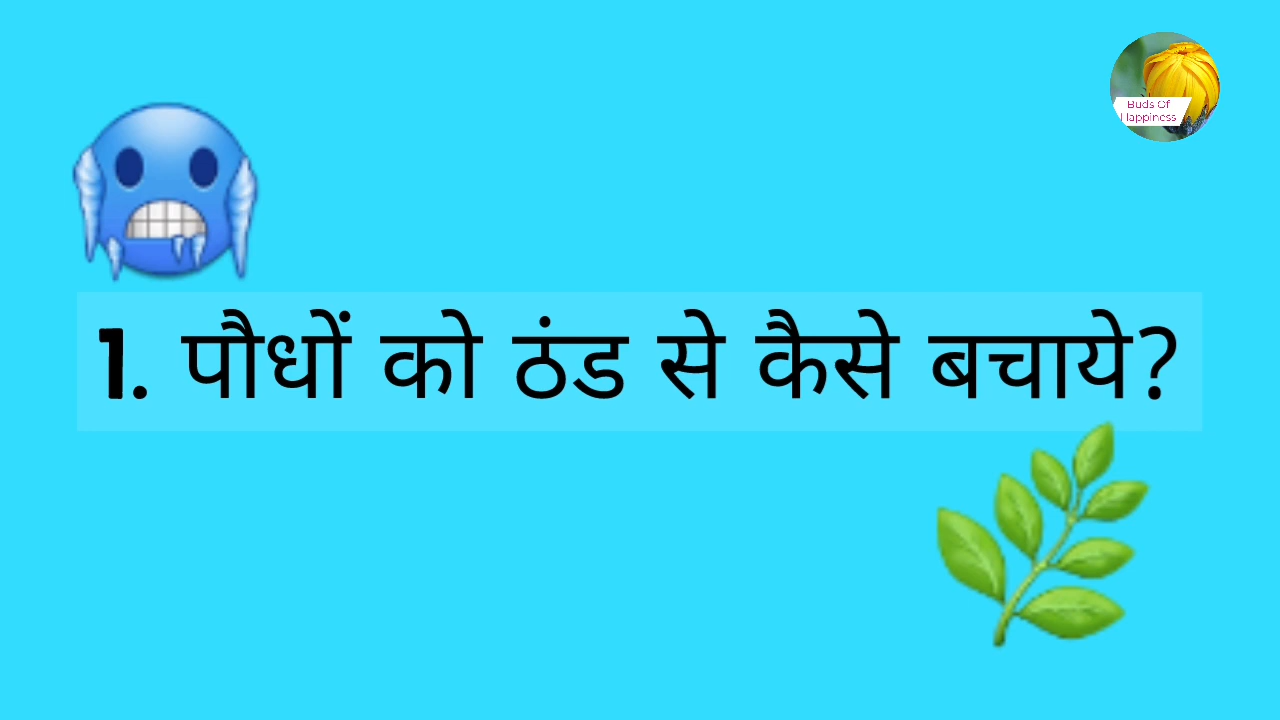 Buds Of
Happiness
1. पौधों को ठंड से कैसे बचाये?